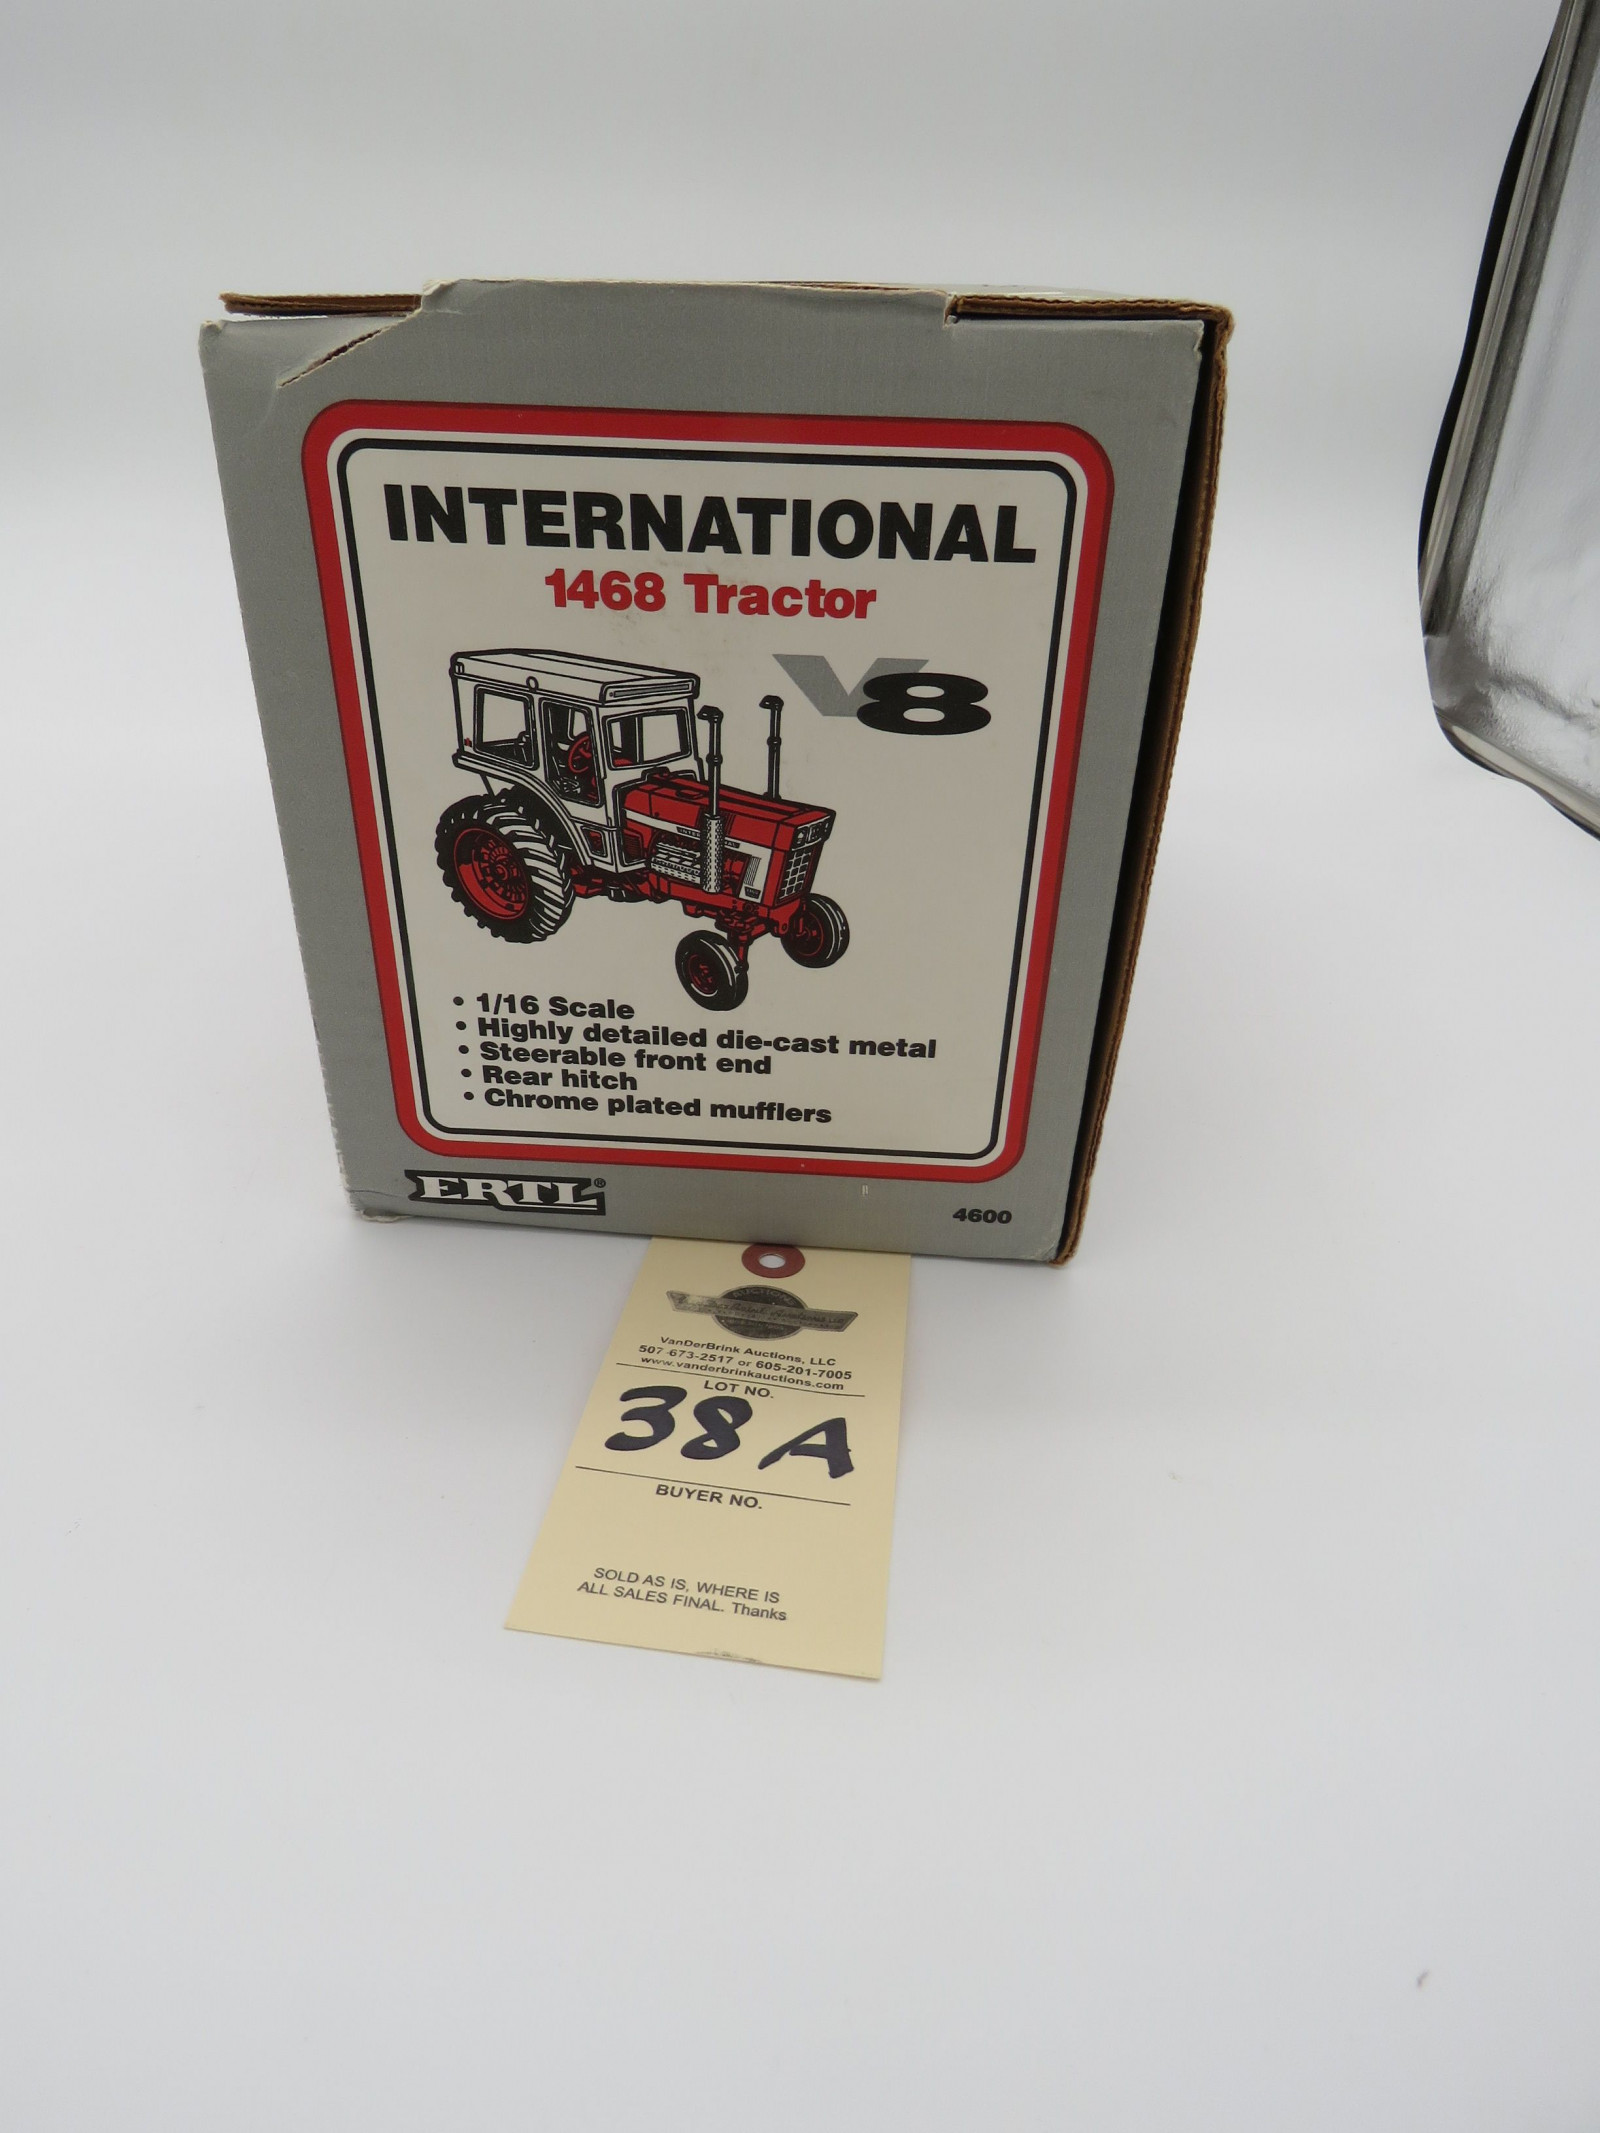 INTERNATIONAL
1468 Tractor
V8
• 1/16 Scale
• Highly detailed die-cast metal
• Steerable front end
• Rear hitch
• Chrome plated mufflers
ERTL®
4600
AUCTIONS
VanDerBrink Auctions, LLC
507-673-2517 or 605-201-7005
www.vanderbrinkauctions.com
LOT NO.
38A
BUYER NO.
SOLD AS IS, WHERE IS
ALL SALES FINAL. Thanks